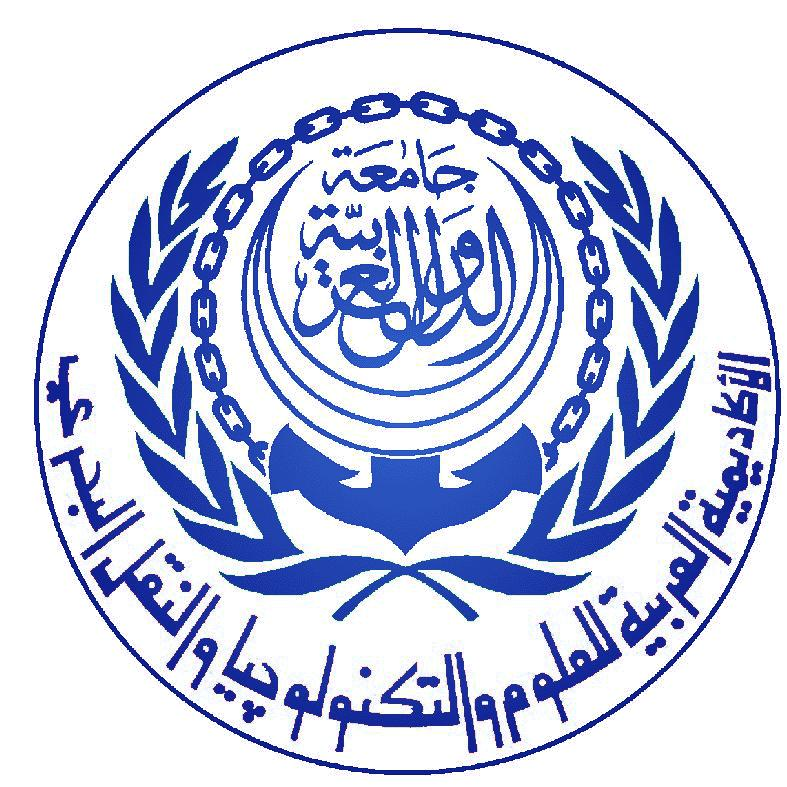 جامعة
الدول العربية
الأكاديمية العربية للعلوم والتكنولوجيا والنقل البحري